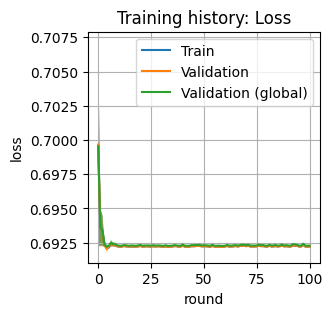 Training history: Loss
0.7075
0.7050
0.7025
0.7000
0.6975
0.6950
0.6925
loss
Train
Validation
Validation (global)
0
25
50
75
100
round